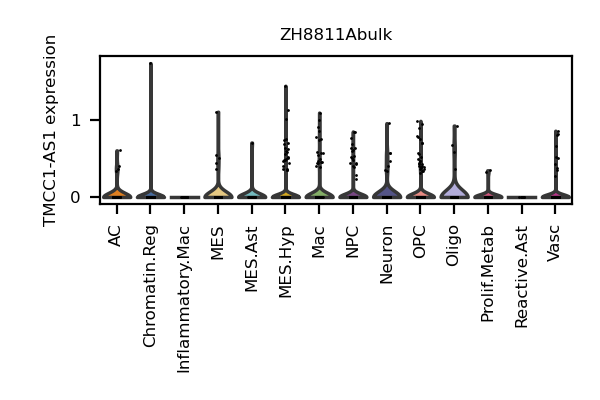 ZH8811Abulk
TMCC1-AS1 expression
1
0
AC
Chromatin.Reg
Inflammatory.Mac
MES
MES.Ast
MES.Hyp
Mac
NPC
Neuron
OPC
Oligo
Prolif.Metab
Reactive.Ast
Vasc